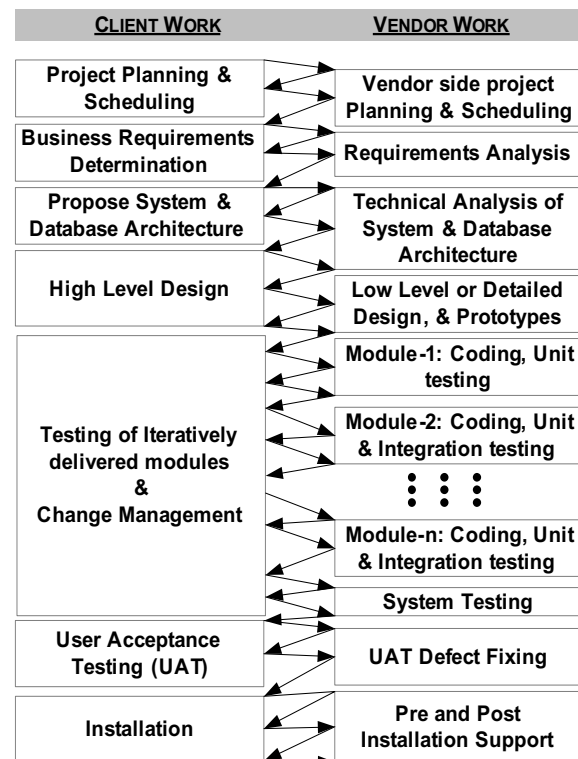 CLIENT WORK
VENDOR WORK
Project Planning &
Scheduling
Vendor side project
Planning & Scheduling
Business Requirements
Determination
Requirements Analysis
Propose System &
Database Architecture
Technical Analysis of
System & Database
Architecture
High Level Design
Low Level or Detailed
Design, & Prototypes
Testing of Iteratively
delivered modules
&
Change Management
Module-1: Coding, Unit
testing
Module-2: Coding, Unit
& Integration testing
Module-n: Coding, Unit
& Integration testing
System Testing
User Acceptance
Testing (UAT)
UAT Defect Fixing
Installation
Pre and Post
Installation Support